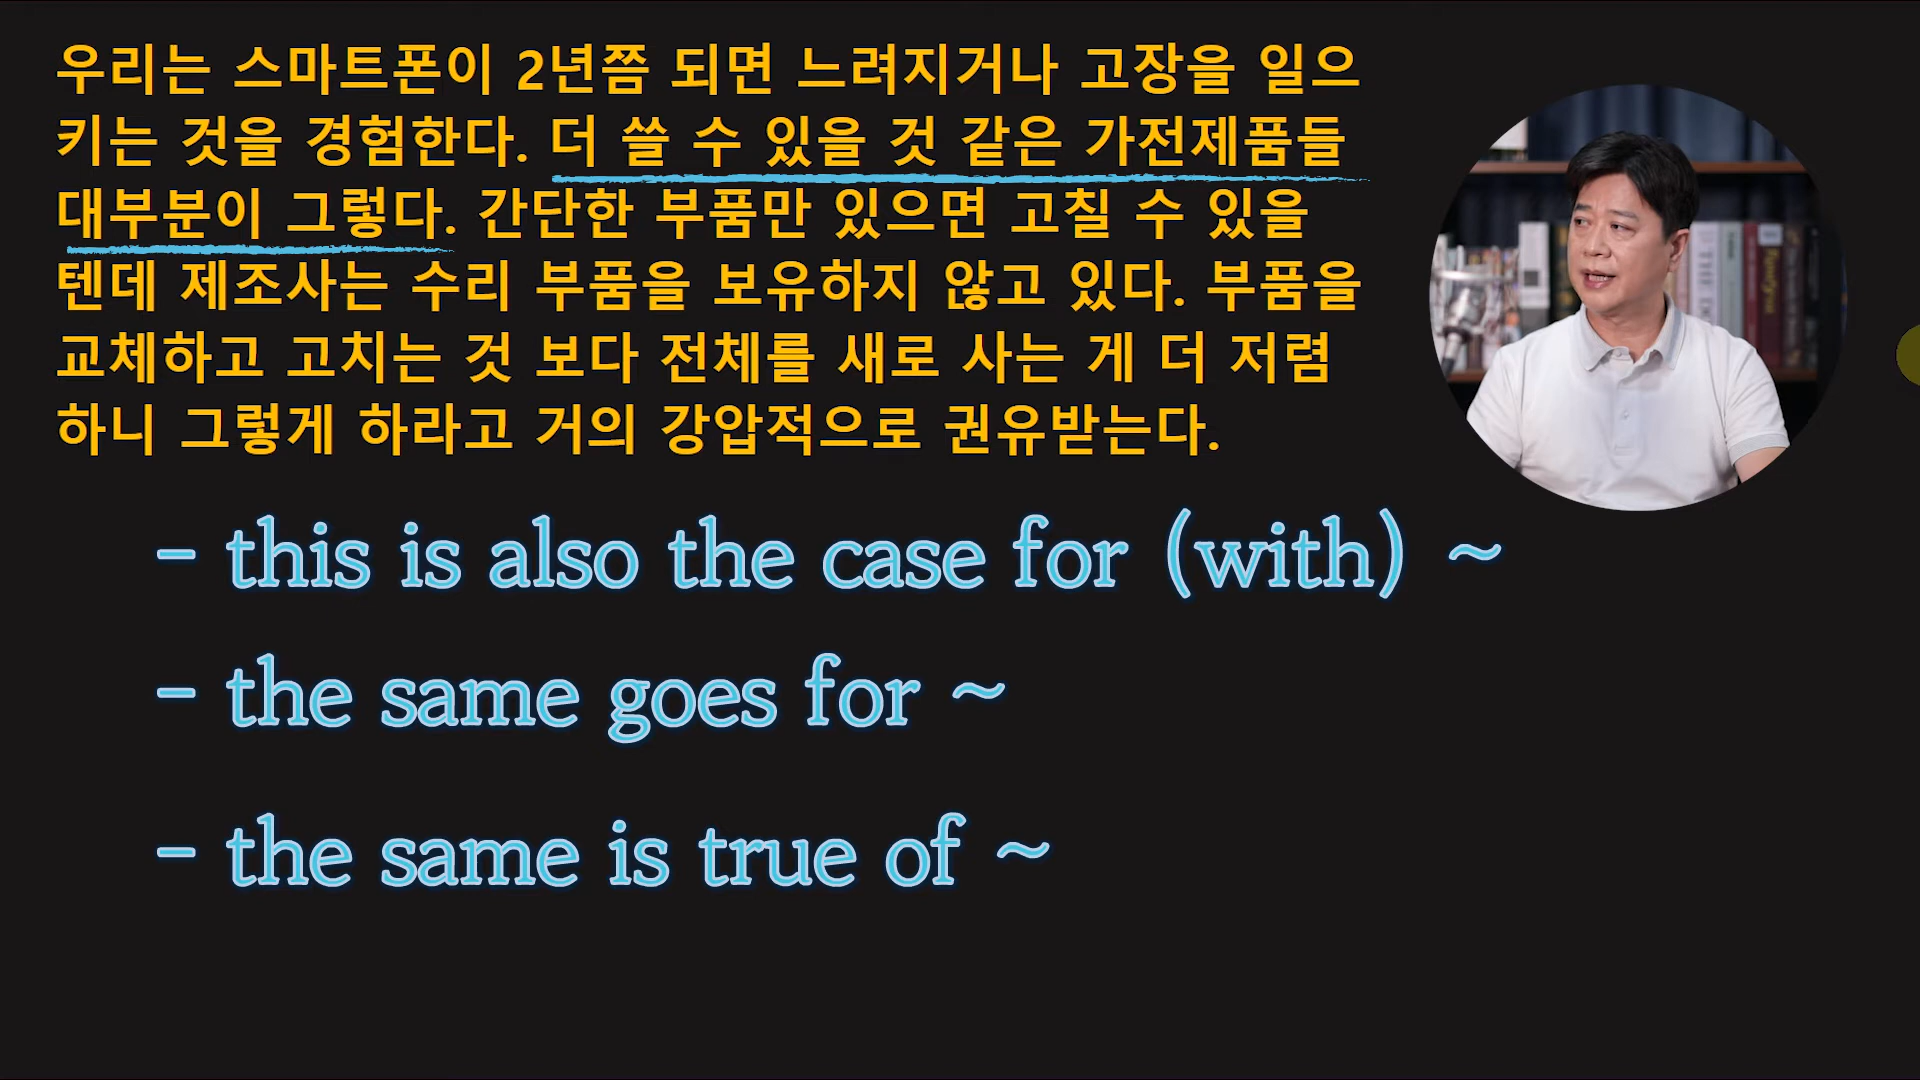 우리는 스마트폰이 2년쯤 되면 느려지거나 고장을 일으
키는 것을 경험한다. 더 쓸 수 있을 것 같은 가전제품들
대부분이 그렇다. 간단한 부품만 있으면 고칠 수 있을
텐데 제조사는 수리 부품을 보유하지 않고 있다. 부품을
교체하고 고치는 것 보다 전체를 새로 사는 게 더 저렴
하니 그렇게 하라고 거의 강압적으로 권유받는다.
- this is also the case for (with) ~
- the same goes for ~
- the same is true of ~